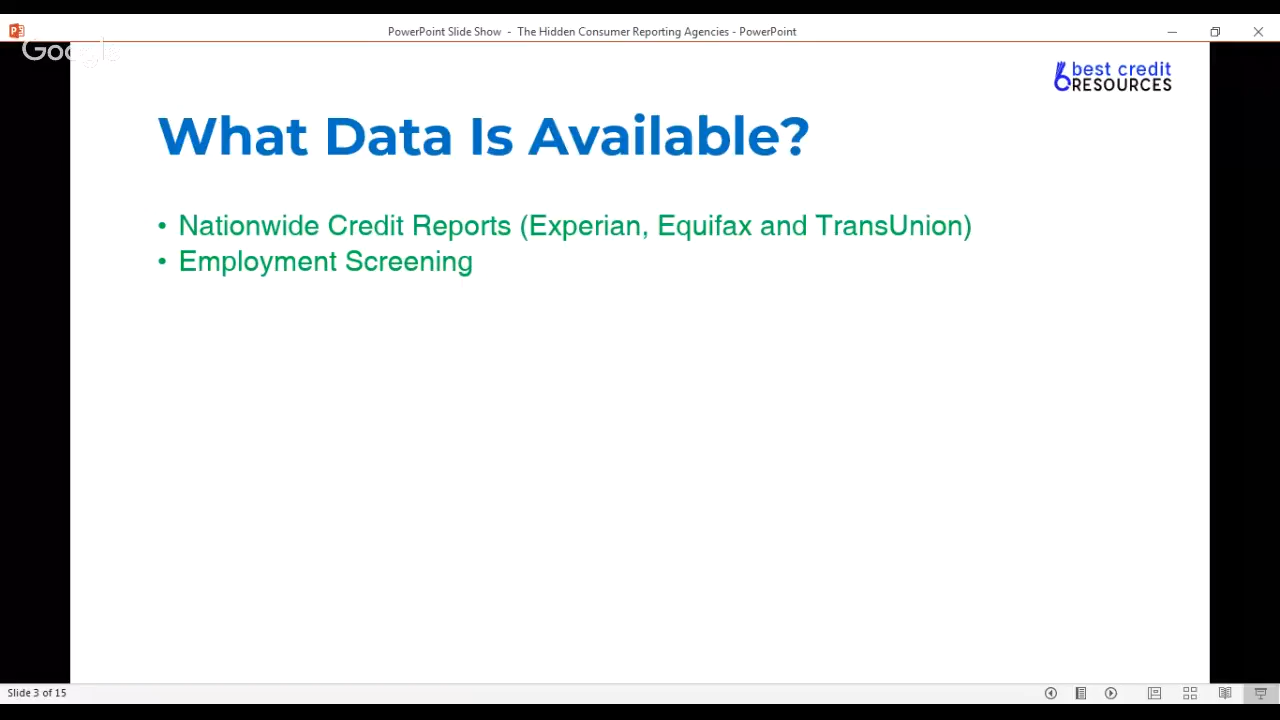 PowerPoint Slide Show - The Hidden Consumer Reporting Agencies - PowerPoint
best credit
RESOURCES
What Data Is Available?
• Nationwide Credit Reports (Experian, Equifax and TransUnion)
• Employment Screening
Slide 3 of 15